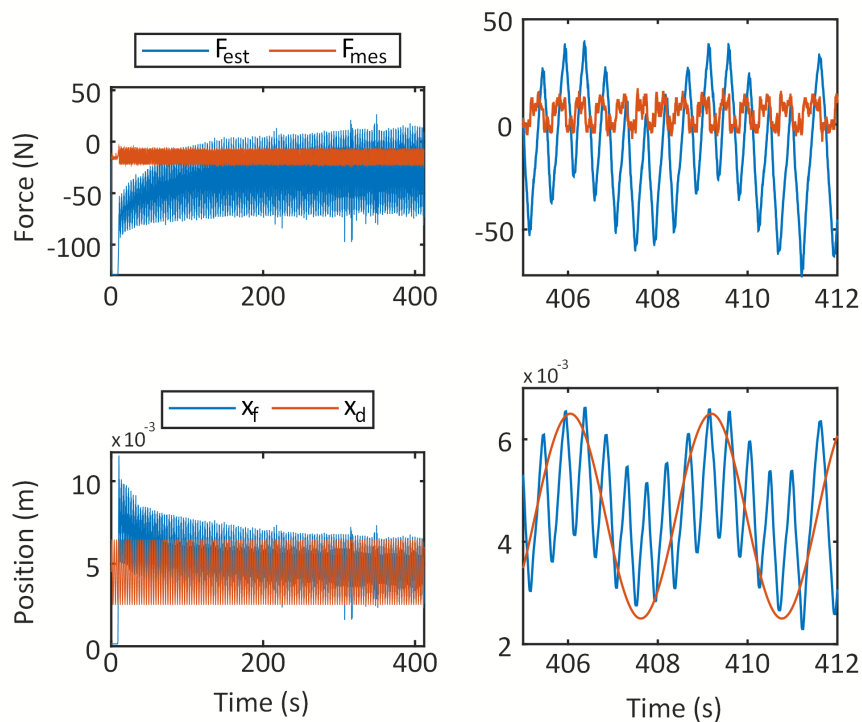 F_est F_mes
50
0
-50
-100
Force (N)
0 200 400
50
0
-50
406 408 410 412
x_f x_d
x 10^-3
10
5
0
Position (m)
0 200 400
Time (s)
x 10^-3
6
4
2
406 408 410 412
Time (s)